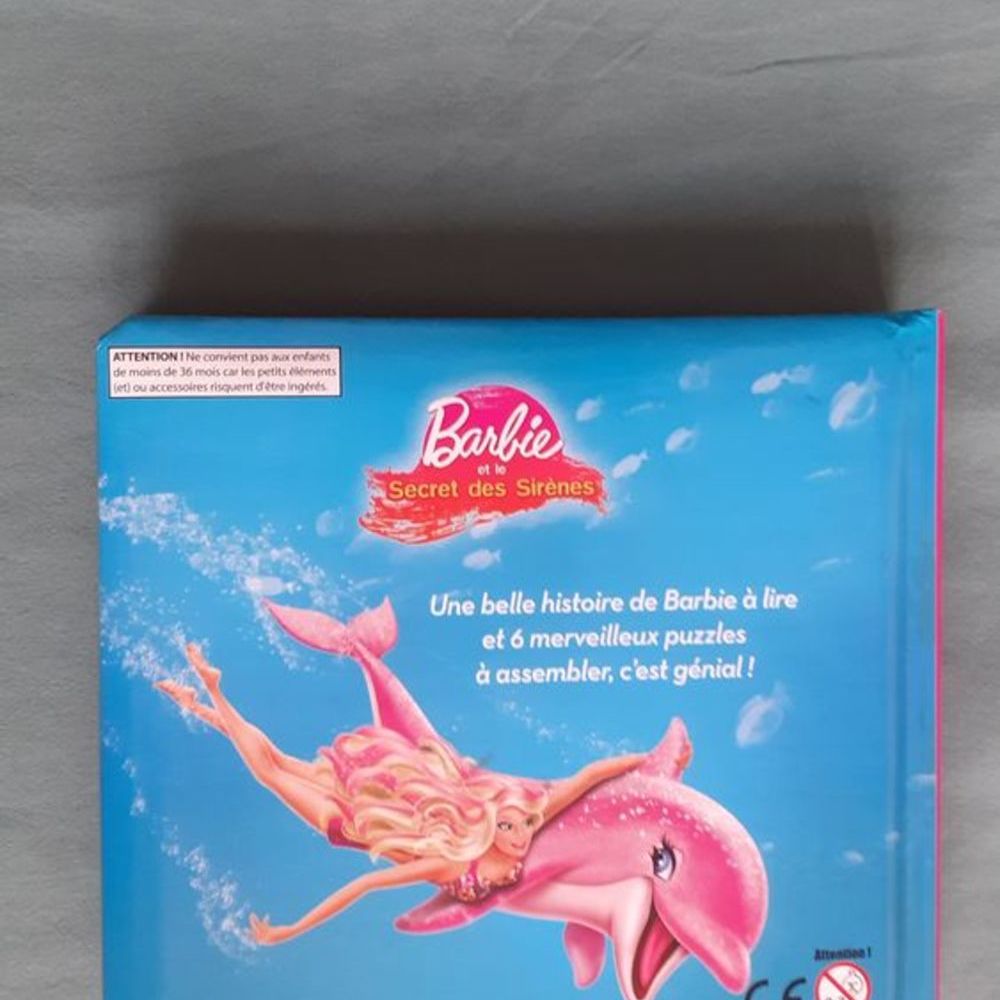 ATTENTION ! Ne convient pas aux enfants
de moins de 36 mois car les petits éléments
(et) ou accessoires risquent d'être ingérés.
Barbie
et le
Secret des Sirènes
Une belle histoire de Barbie à lire
et 6 merveilleux puzzles
à assembler, c'est génial !
Attention !
CE